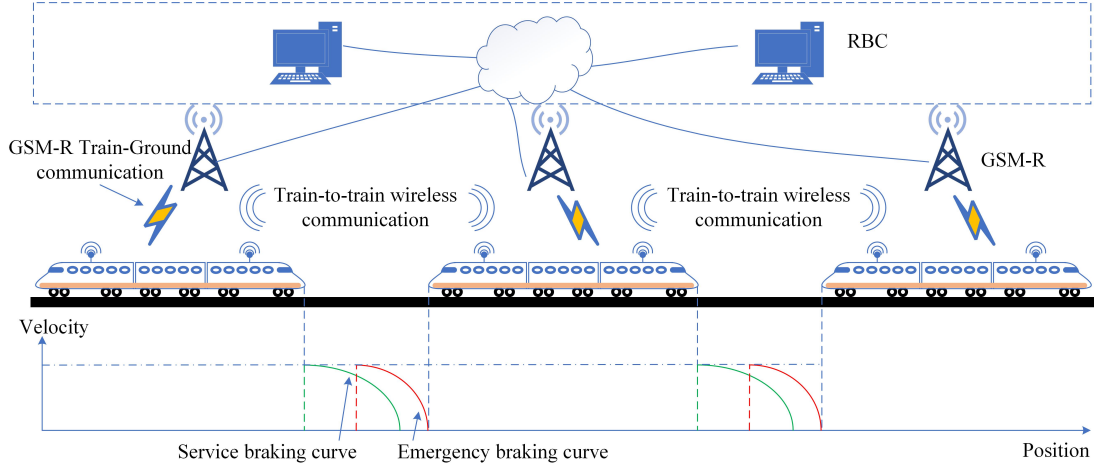 RBC
GSM-R Train-Ground
communication
GSM-R
Train-to-train wireless
communication
Train-to-train wireless
communication
Velocity
Service braking curve
Emergency braking curve
Position